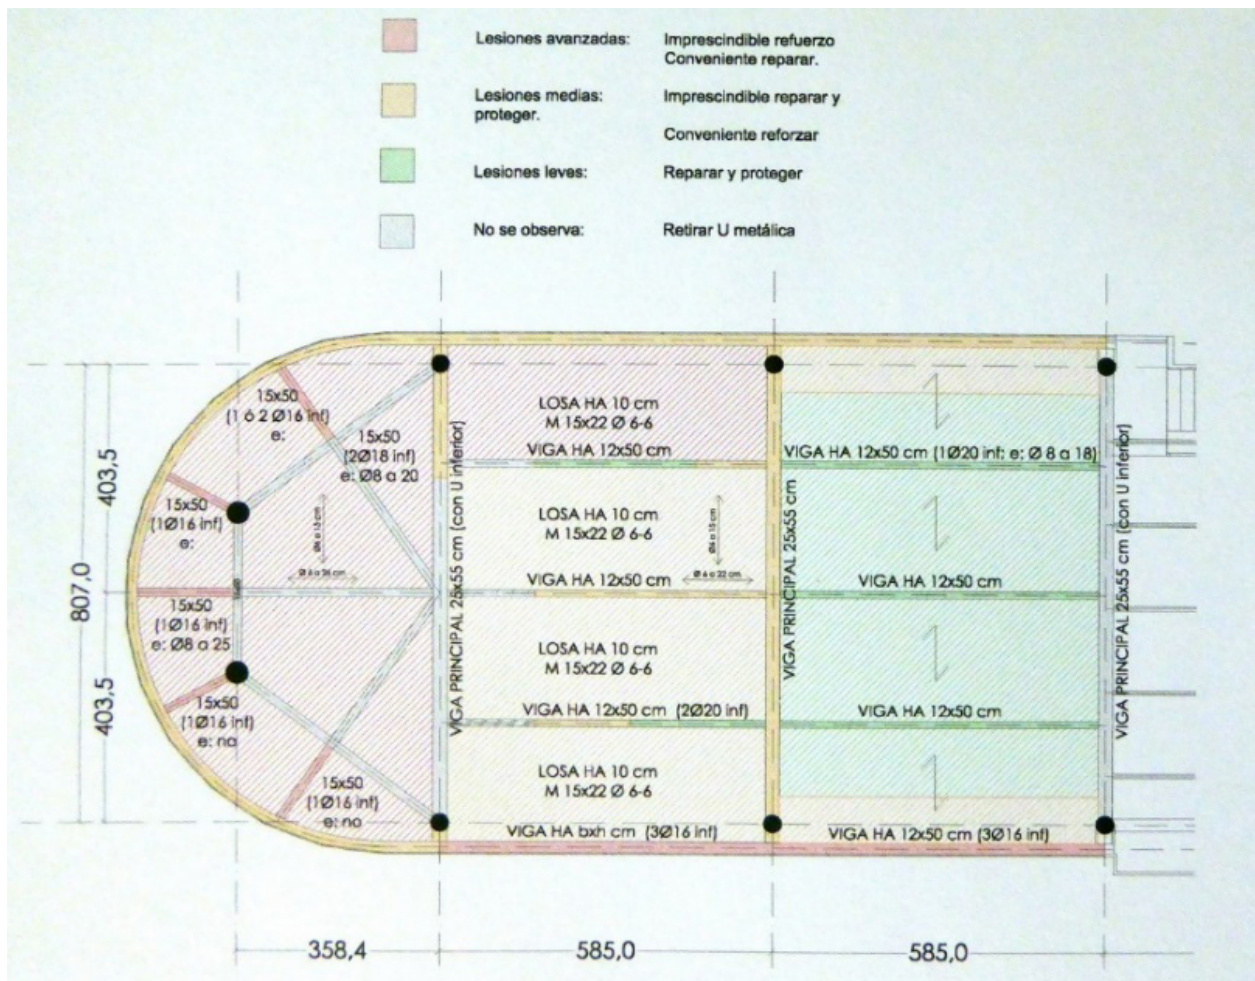 Lesiones avanzadas: Imprescindible refuerzo
Conveniente reparar.
Lesiones medias: Imprescindible reparar y
proteger.
Conveniente reforzar
Lesiones leves: Reparar y proteger
No se observa: Retirar U metálica
15x50
(1 ó 2 Ø16 inf)
e:
15x50
(2Ø18 inf)
e: Ø8 a 20
15x50
(1Ø16 inf)
e:
15x50
(1Ø16 inf)
e: Ø8 a 25
15x50
(1Ø16 inf)
e: no
15x50
(1Ø16 inf)
e: no
LOSA HA 10 cm
M 15x22 Ø 6-6
VIGA HA 12x50 cm
VIGA HA 12x50 cm (1Ø20 inf: e: Ø 8 a 18)
LOSA HA 10 cm
M 15x22 Ø 6-6
Ø6 a 15 cm
Ø 6 a 22 cm
VIGA HA 12x50 cm
VIGA HA 12x50 cm
LOSA HA 10 cm
M 15x22 Ø 6-6
VIGA HA 12x50 cm (2Ø20 inf)
VIGA HA 12x50 cm
LOSA HA 10 cm
M 15x22 Ø 6-6
VIGA HA bxh cm (3Ø16 inf)
VIGA HA 12x50 cm (3Ø16 inf)
VIGA PRINCIPAL 25x55 cm (con U inferior)
VIGA PRINCIPAL 25x55 cm
VIGA PRINCIPAL 25x55 cm (con U inferior)
403,5
807,0
403,5
358,4
585,0
585,0